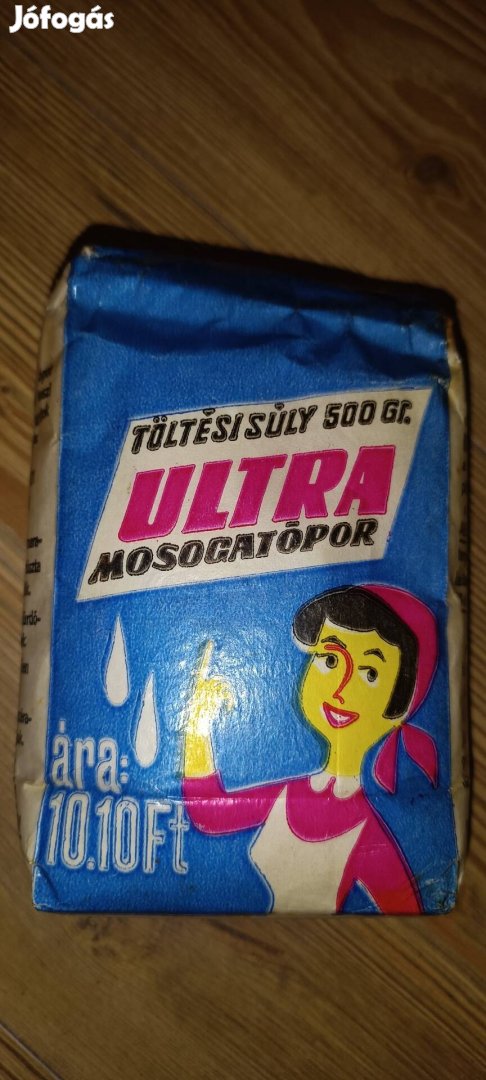 Jófogás
TÖLTÉSI SÚLY 500 Gr.
ULTRA
MOSOGATÓPOR
ára:
10.10Ft